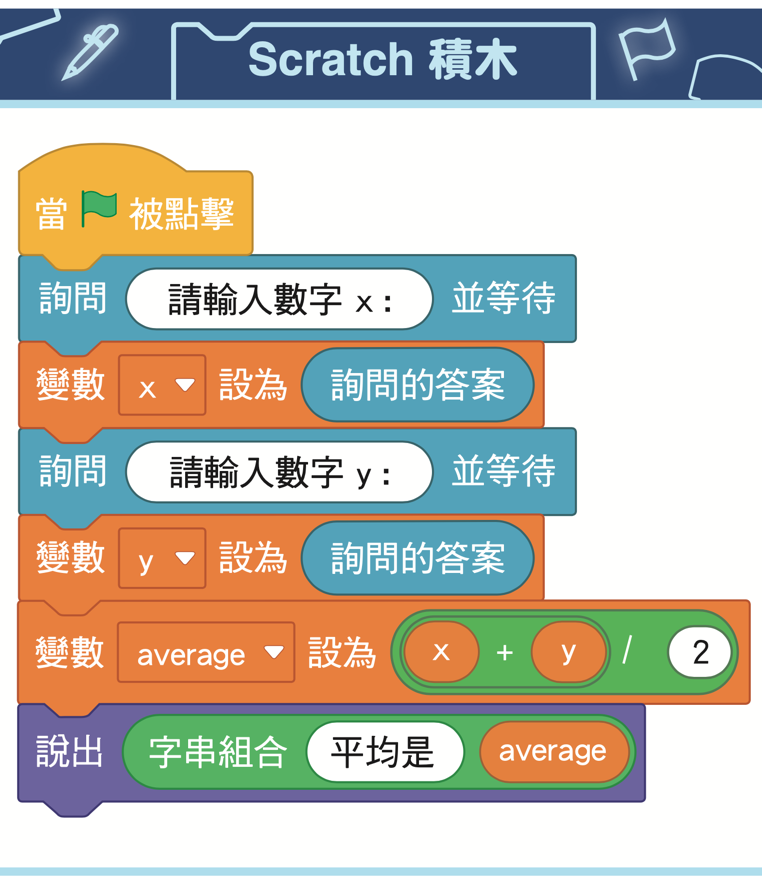 Scratch 積木
當 被點擊
詢問 請輸入數字 x : 並等待
變數 x 設為 詢問的答案
詢問 請輸入數字 y : 並等待
變數 y 設為 詢問的答案
變數 average 設為 x + y / 2
說出 字串組合 平均是 average